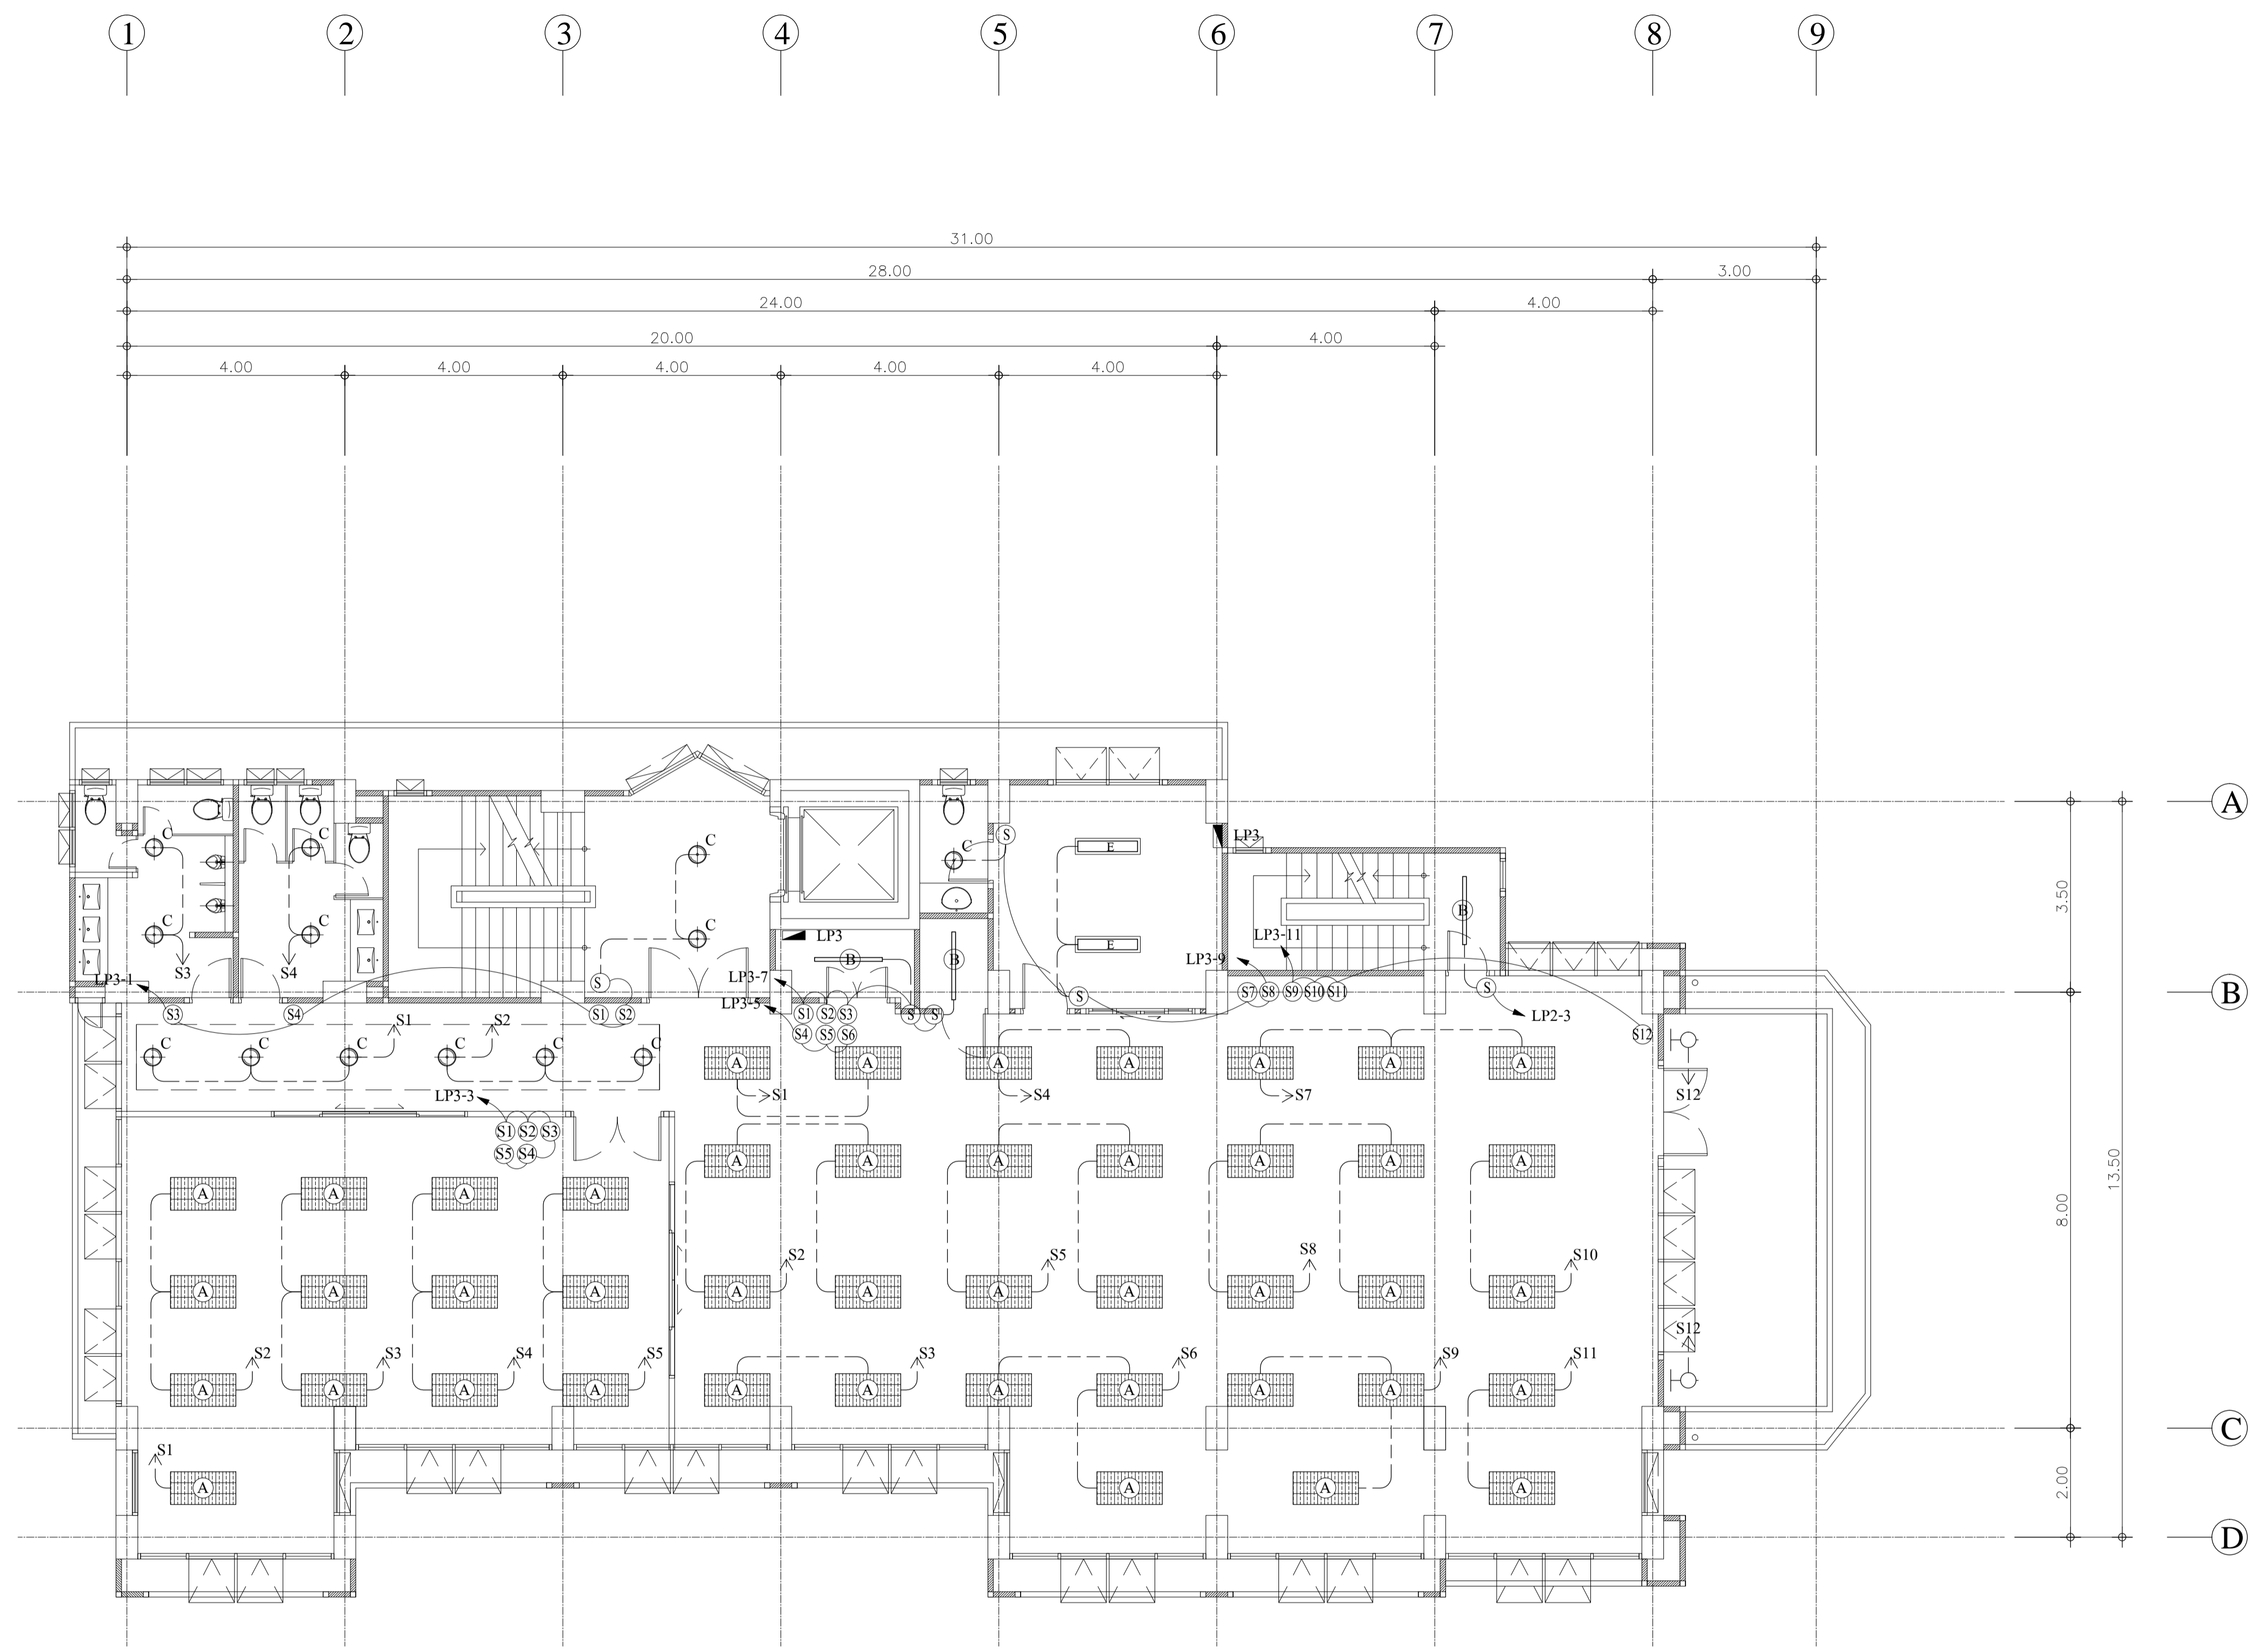 1 2 3 4 5 6 7 8 9
31.00
28.00 3.00
24.00 4.00
20.00 4.00
4.00 4.00 4.00 4.00 4.00
A
S LP3
C C C C E
C
3.50
B
C C C E
LP3 LP3-11
S3 S4 B B LP3-9
LP3-1 LP3-7
S S S LP2-3
B
LP3-5
S3 S4 S1 S2 S1 S2 S3 S S S7 S8 S9 S10 S11
S1 S2 S4 S5 S6 S12
C C C C C C
A A A A A A A
LP3-3 S1 S4 S7 S12
S1 S2 S3
S5 S4
A A A A A A A
13.50
A A A A
8.00
S2 S5 S8 S10
A A A A A A A A A A A
S12
S2 S3 S4 S5 S3 S6 S9 S11
A A A A A A A A A A A
C
S1
A A A A
2.00
D